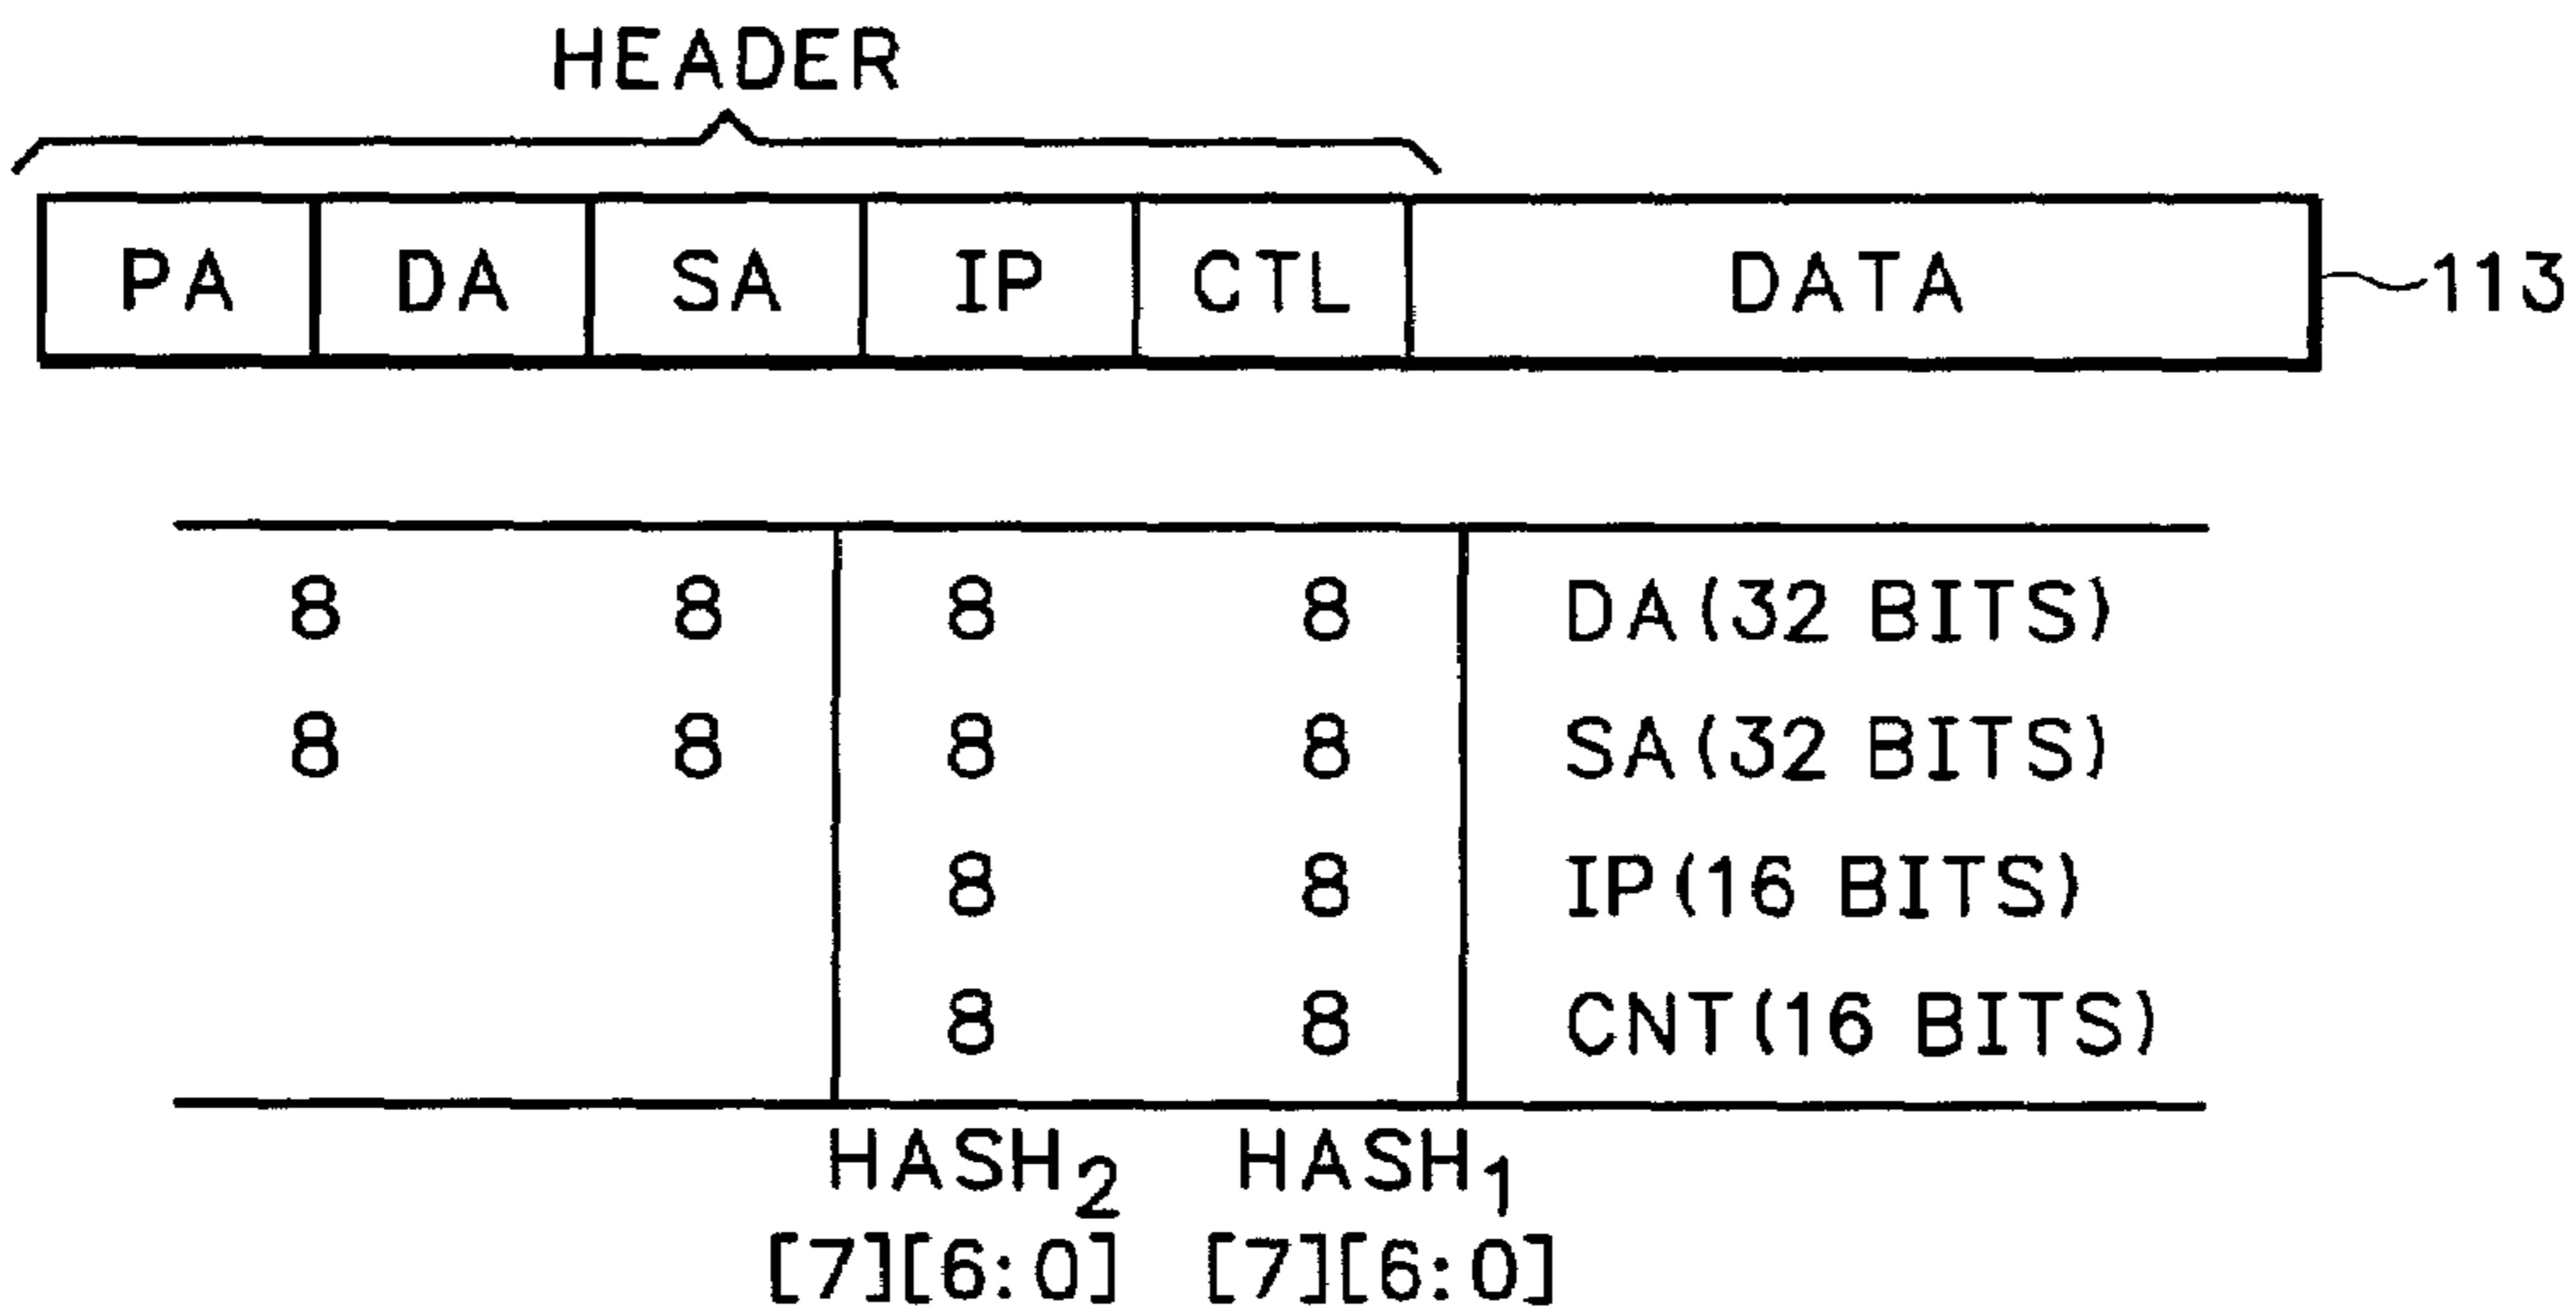 HEADER
PA DA SA IP CTL DATA 113
8 8 8 8 DA(32 BITS)
8 8 8 8 SA(32 BITS)
8 8 IP(16 BITS)
8 8 CNT(16 BITS)
HASH2 HASH1
[7][6:0] [7][6:0]